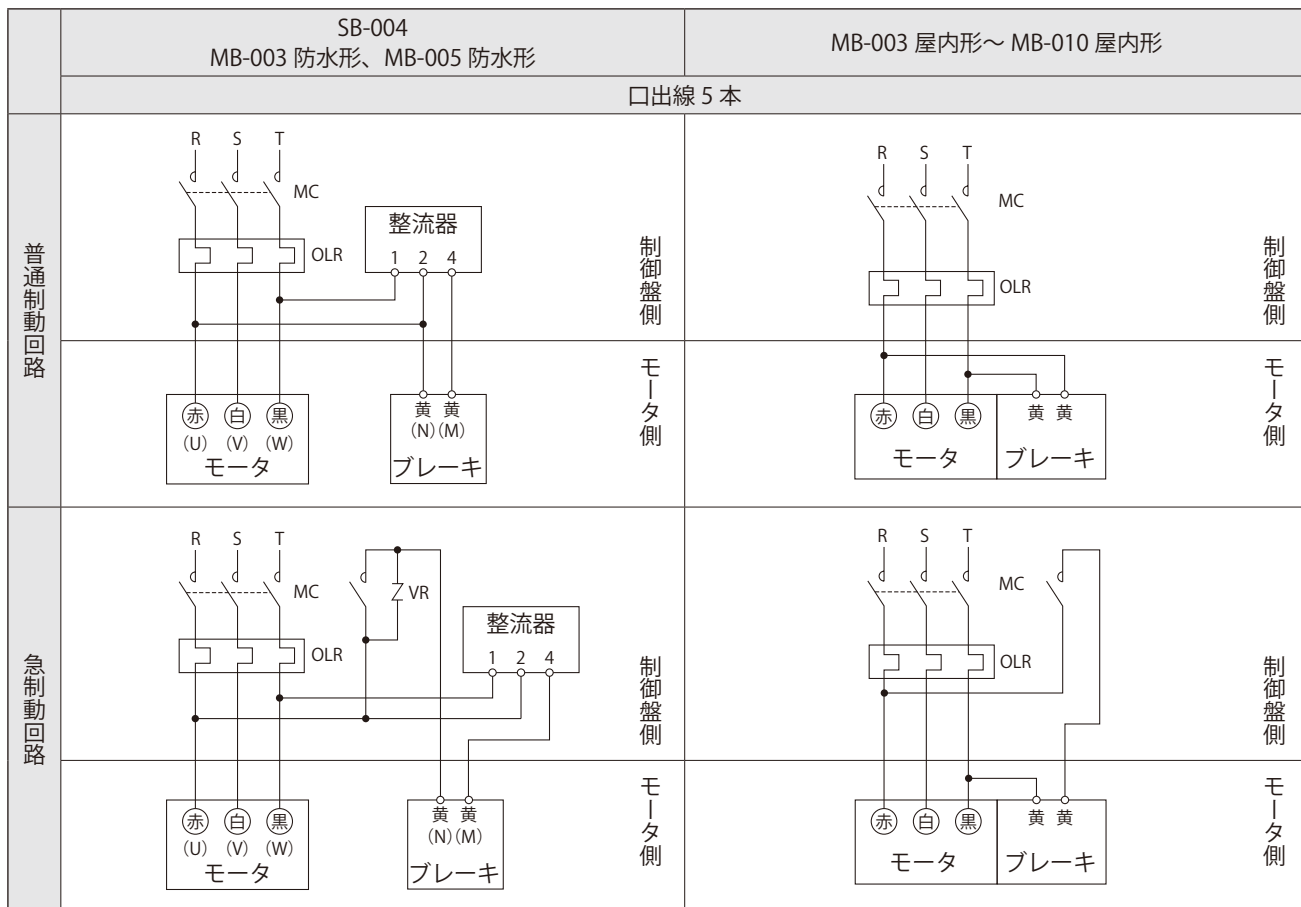 SB-004
MB-003 防水形、MB-005 防水形
MB-003 屋内形～ MB-010 屋内形
口出線 5 本
普通制動回路
R S T
MC
OLR
整流器
1 2 4
制御盤側
モータ側
赤 白 黒
(U) (V) (W)
モータ
黄 黄
(N) (M)
ブレーキ
R S T
MC
OLR
制御盤側
モータ側
赤 白 黒
モータ
黄 黄
ブレーキ
急制動回路
R S T
MC
VR
OLR
整流器
1 2 4
制御盤側
モータ側
赤 白 黒
(U) (V) (W)
モータ
黄 黄
(N) (M)
ブレーキ
R S T
MC
OLR
制御盤側
モータ側
赤 白 黒
モータ
黄 黄
ブレーキ